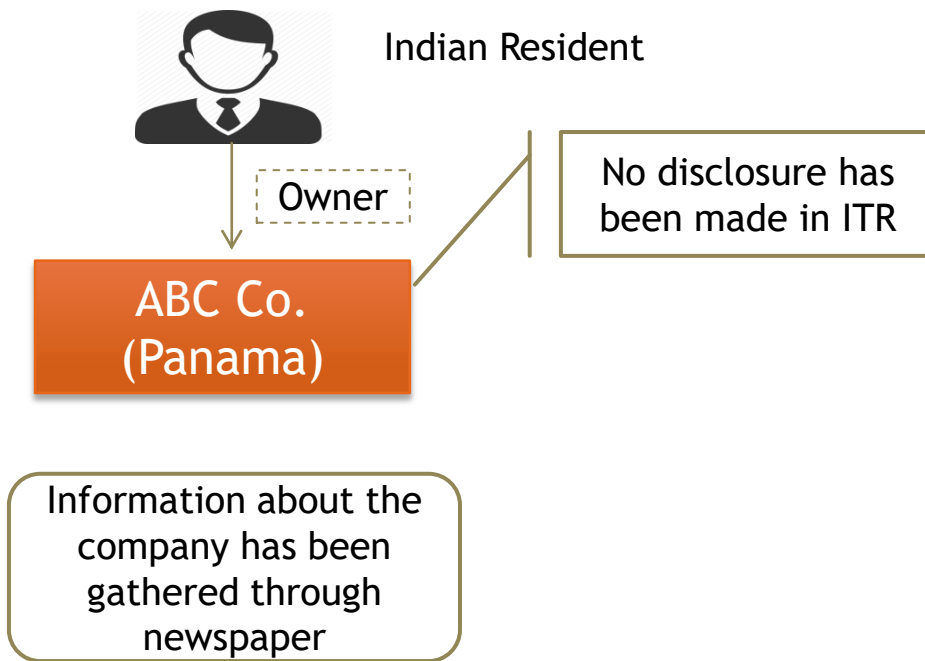 Indian Resident
Owner
No disclosure has
been made in ITR
ABC Co.
(Panama)
Information about the
company has been
gathered through
newspaper